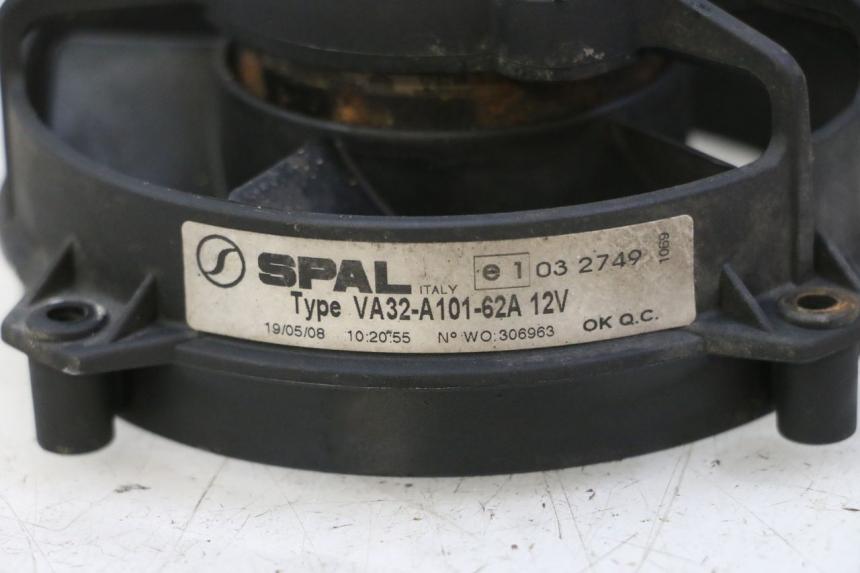 SPAL ITALY e1 03 2749 1069
Type VA32-A101-62A 12V
19/05/08 10:20:55 N° WO:306963 OK Q.C.